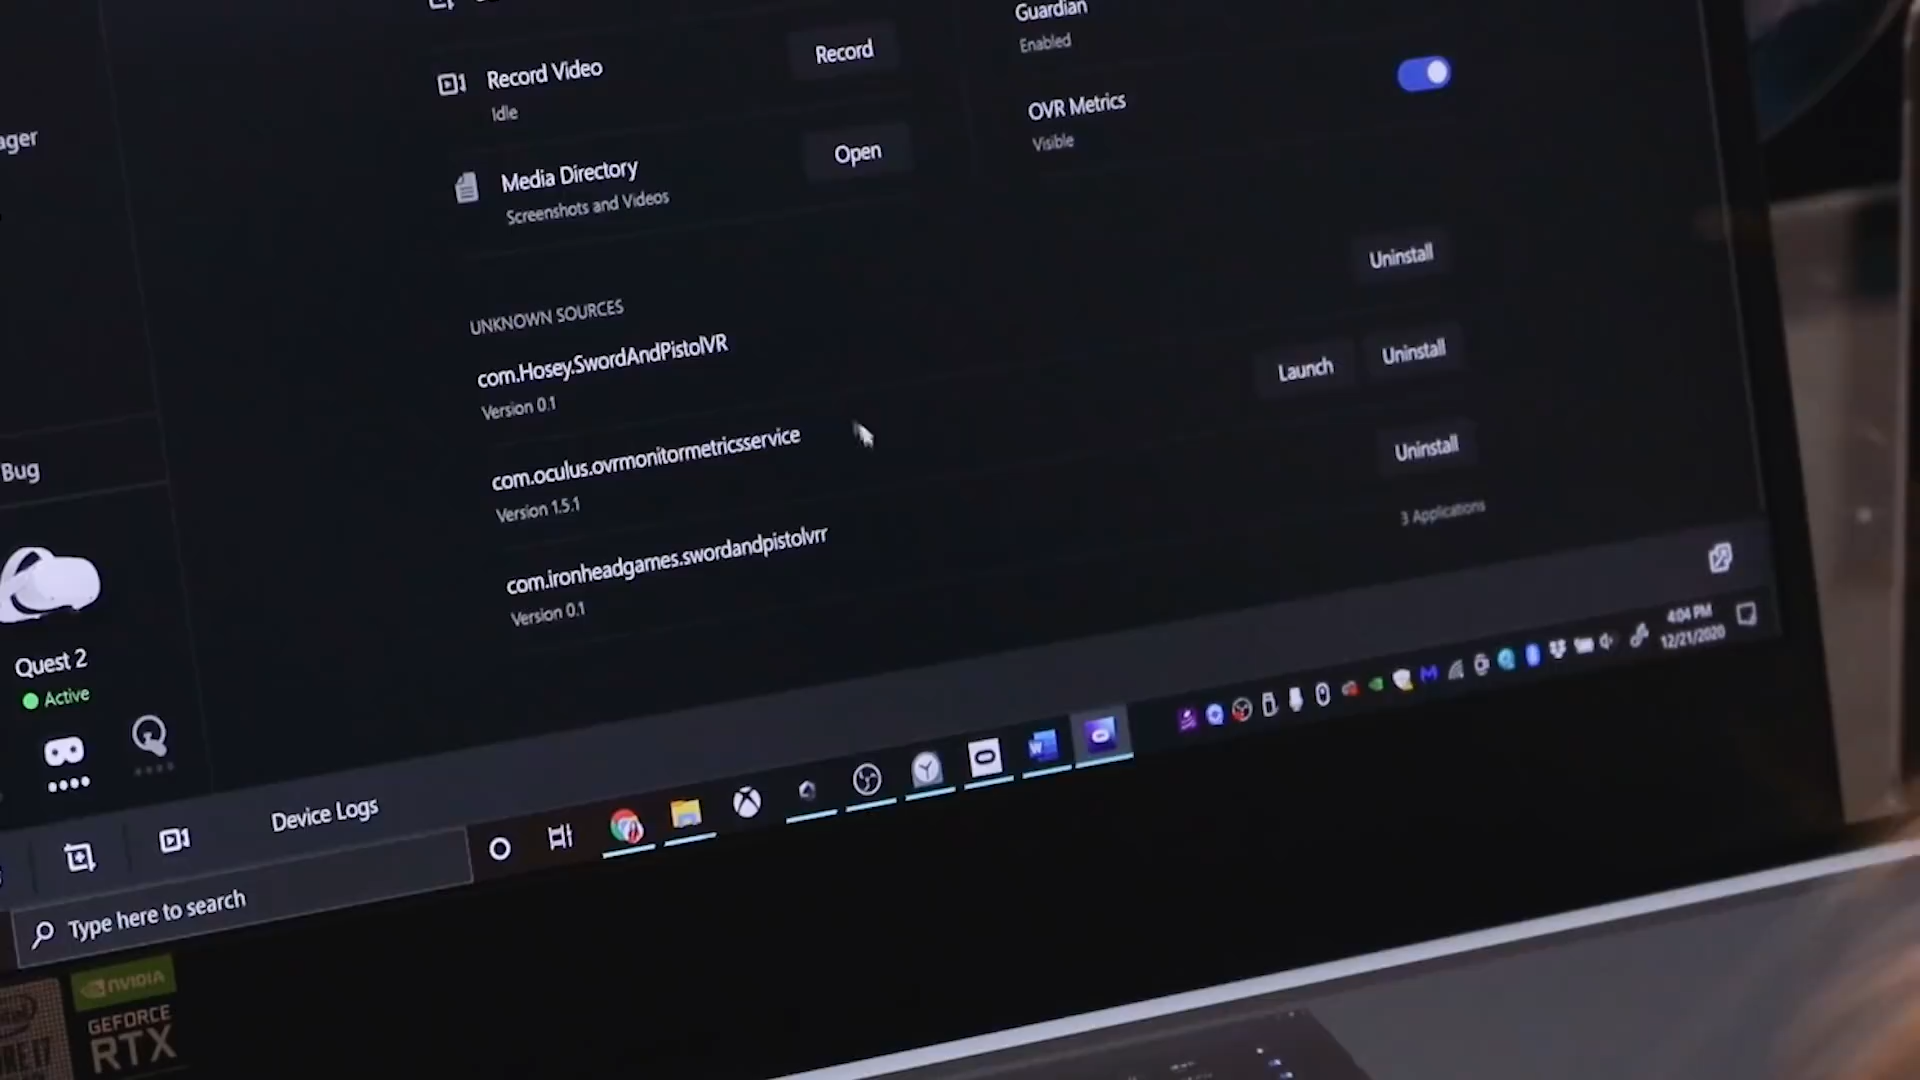 ager
Bug
Quest 2
Active
Record Video
Idle
Record
Media Directory
Screenshots and Videos
Open
Guardian
Enabled
OVR Metrics
Visible
UNKNOWN SOURCES
com.Hosey.SwordAndPistolVR
Version 0.1
Uninstall
com.oculus.ovrmonitormetricsservice
Version 1.5.1
Launch
Uninstall
com.ironheadgames.swordandpistolvrr
Version 0.1
Uninstall
3 Applications
Device Logs
Type here to search
4:04 PM
12/21/2020
NVIDIA
GEFORCE
RTX